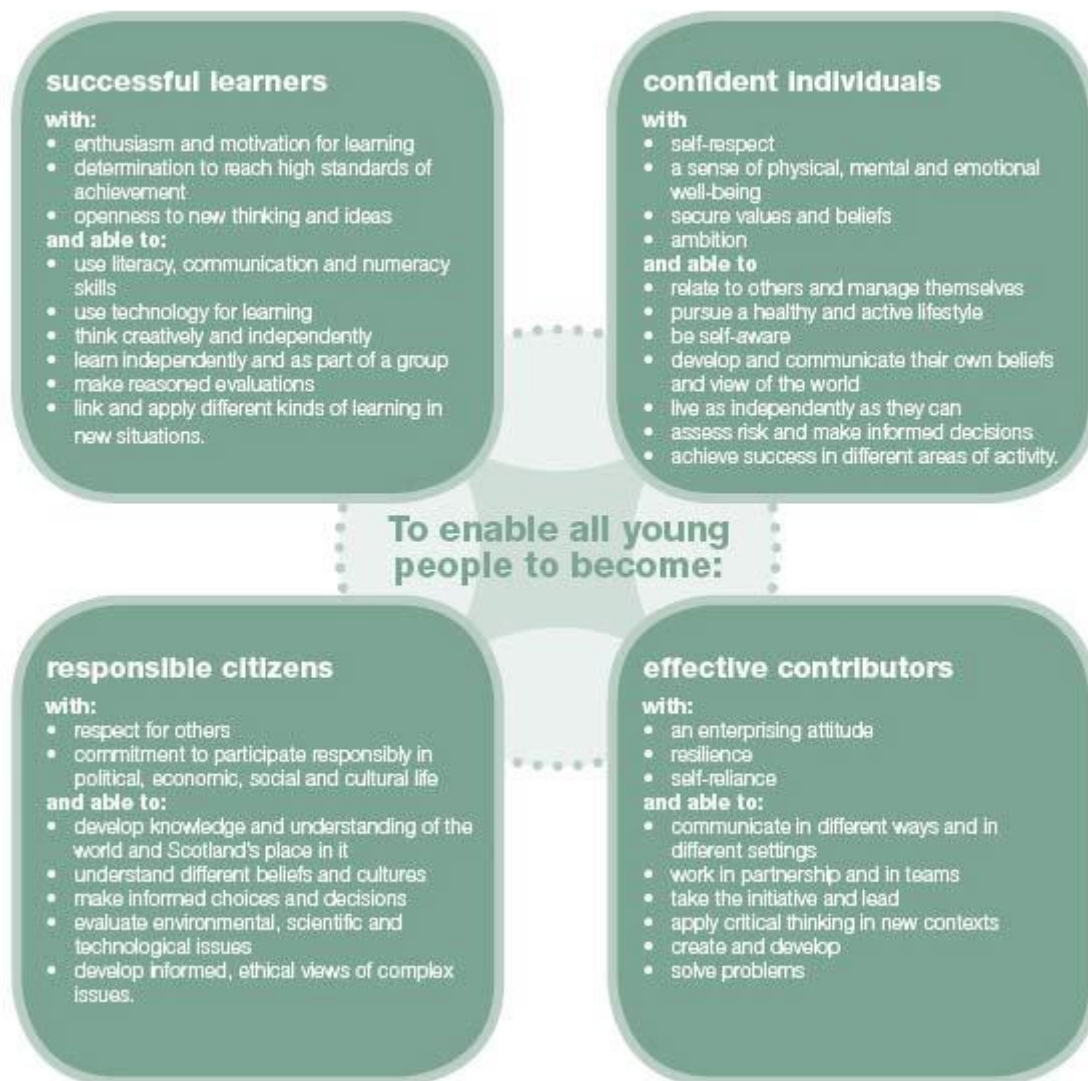 successful learners
with:
• enthusiasm and motivation for learning
• determination to reach high standards of
achievement
• openness to new thinking and ideas
and able to:
• use literacy, communication and numeracy
skills
• use technology for learning
• think creatively and independently
• learn independently and as part of a group
• make reasoned evaluations
• link and apply different kinds of learning in
new situations.
confident individuals
with
• self-respect
• a sense of physical, mental and emotional
well-being
• secure values and beliefs
• ambition
and able to
• relate to others and manage themselves
• pursue a healthy and active lifestyle
• be self-aware
• develop and communicate their own beliefs
and view of the world
• live as independently as they can
• assess risk and make informed decisions
• achieve success in different areas of activity.
To enable all young
people to become:
responsible citizens
with:
• respect for others
• commitment to participate responsibly in
political, economic, social and cultural life
and able to:
• develop knowledge and understanding of the
world and Scotland's place in it
• understand different beliefs and cultures
• make informed choices and decisions
• evaluate environmental, scientific and
technological issues
• develop informed, ethical views of complex
issues.
effective contributors
with:
• an enterprising attitude
• resilience
• self-reliance
and able to:
• communicate in different ways and in
different settings
• work in partnership and in teams
• take the initiative and lead
• apply critical thinking in new contexts
• create and develop
• solve problems